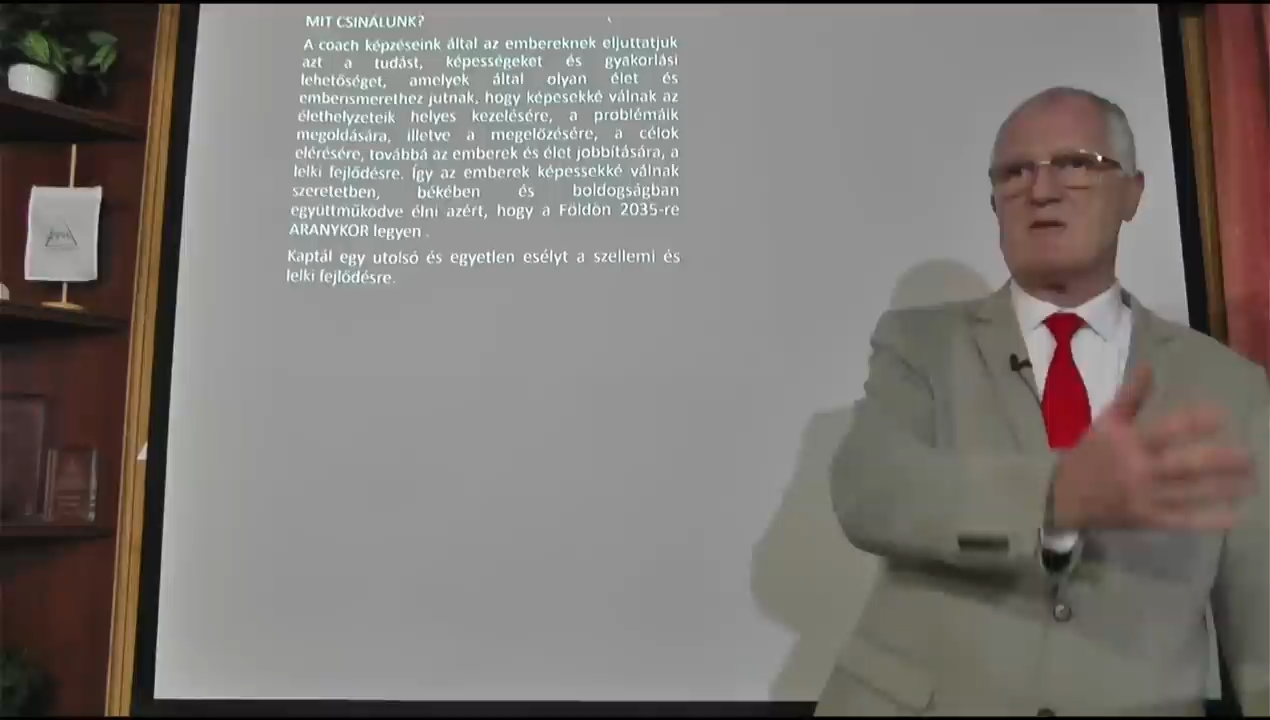 MIT CSINÁLUNK?
A coach képzéseink által az embereknek eljuttatjuk
azt a tudást, képességeket és gyakorlási
lehetőséget, amelyek által olyan élet és
emberismerethez jutnak, hogy képesekké válnak az
élethelyzeteik helyes kezelésére, a problémáik
megoldására, illetve a megelőzésére, a célok
elérésére, továbbá az emberek és élet jobbítására, a
lelki fejlődésre. Így az emberek képessekké válnak
szeretetben, békében és boldogságban
együttműködve élni azért, hogy a Földön 2035-re
ARANYKOR legyen .
Kaptál egy utolsó és egyetlen esélyt a szellemi és
lelki fejlődésre.